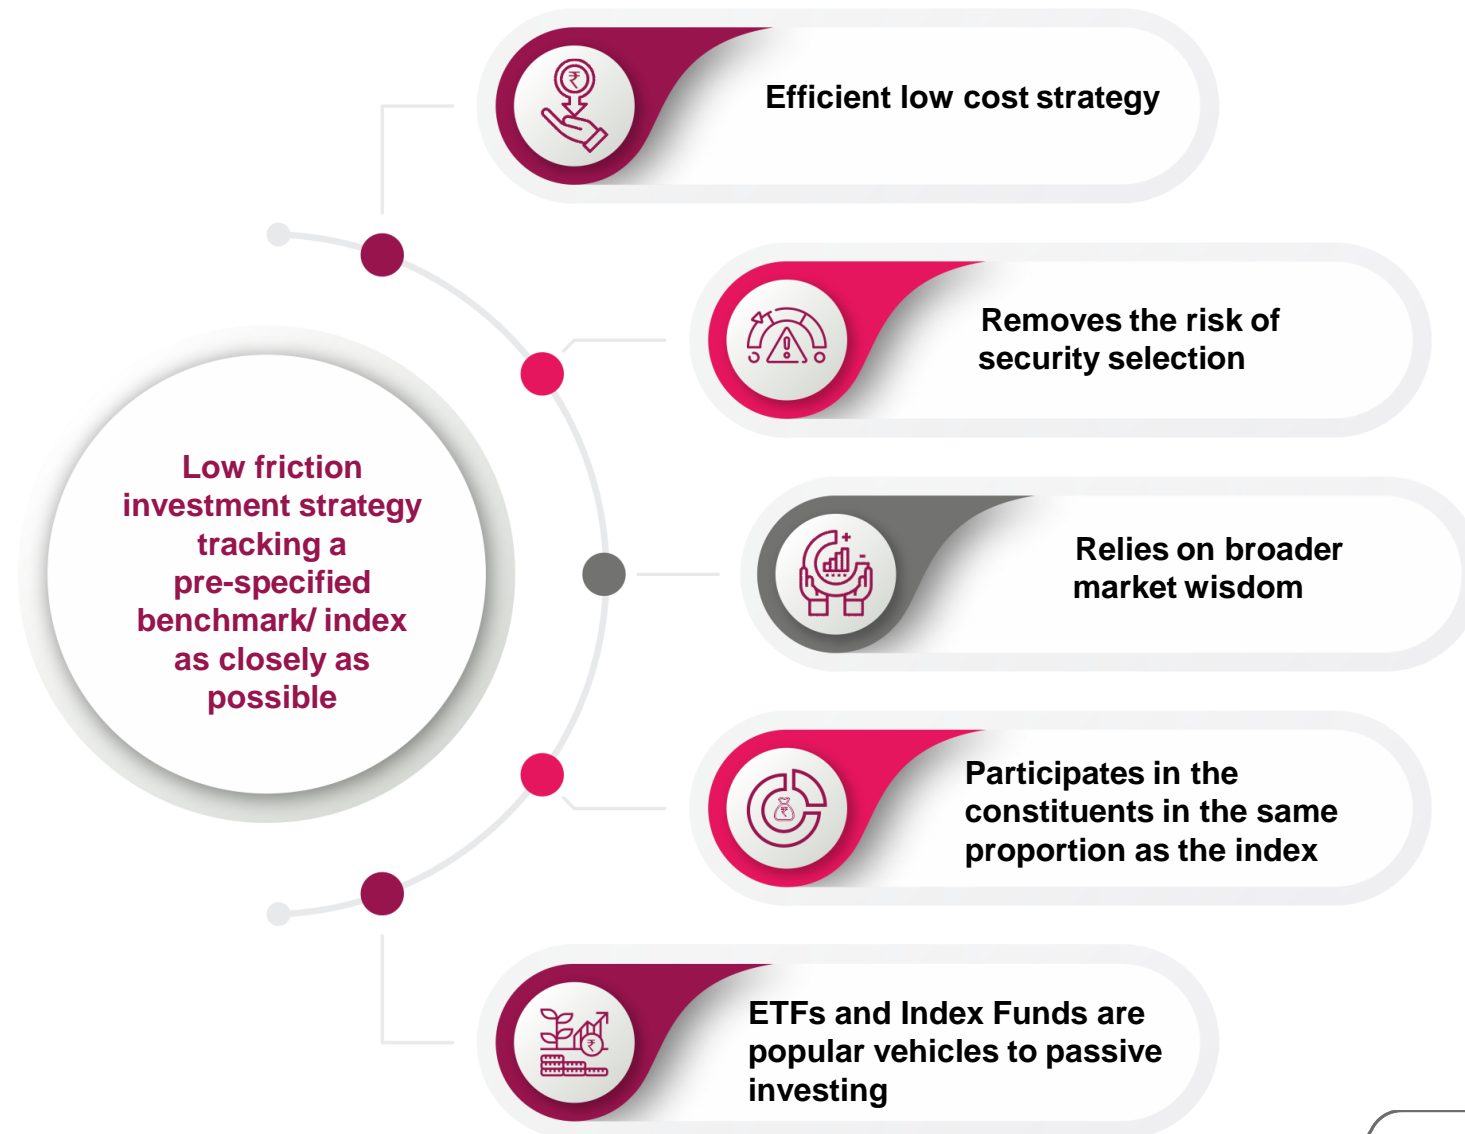 Efficient low cost strategy
Removes the risk of
security selection
Low friction
investment strategy
tracking a
pre-specified
benchmark/ index
as closely as
possible
Relies on broader
market wisdom
Participates in the
constituents in the same
proportion as the index
ETFs and Index Funds are
popular vehicles to passive
investing